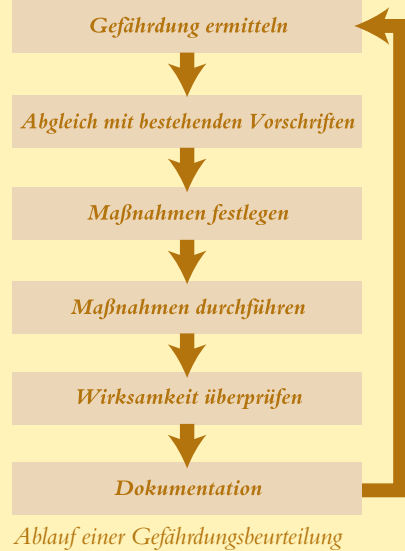 Gefährdung ermitteln
Abgleich mit bestehenden Vorschriften
Maßnahmen festlegen
Maßnahmen durchführen
Wirksamkeit überprüfen
Dokumentation
Ablauf einer Gefährdungsbeurteilung